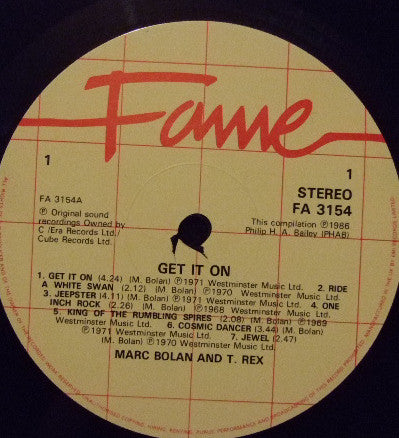 Fame
1
1
FA 3154A
STEREO
FA 3154
℗ Original sound
recordings Owned by
C /Era Records Ltd./
Cube Records Ltd.
This compilation ℗1986
Philip H. A. Bailey (PHAB)
GET IT ON
1. GET IT ON (4.24) (M. Bolan) ℗1971 Westminster Music Ltd. 2. RIDE
A WHITE SWAN (2.12) (M. Bolan) ℗1970 Westminster Music Ltd.
3. JEEPSTER (4.11) (M. Bolan) ℗1971 Westminster Music Ltd. 4. ONE
INCH ROCK (2.26) (M. Bolan) ℗1968 Westminster Music Ltd.
5. KING OF THE RUMBLING SPIRES (2.08) (M. Bolan) ℗1969
Westminster Music Ltd. 6. COSMIC DANCER (3.44) (M. Bolan)
℗1971 Westminster Music Ltd. 7. JEWEL (2.47)
(M. Bolan) ℗1970 Westminster Music Ltd.
MARC BOLAN AND T. REX